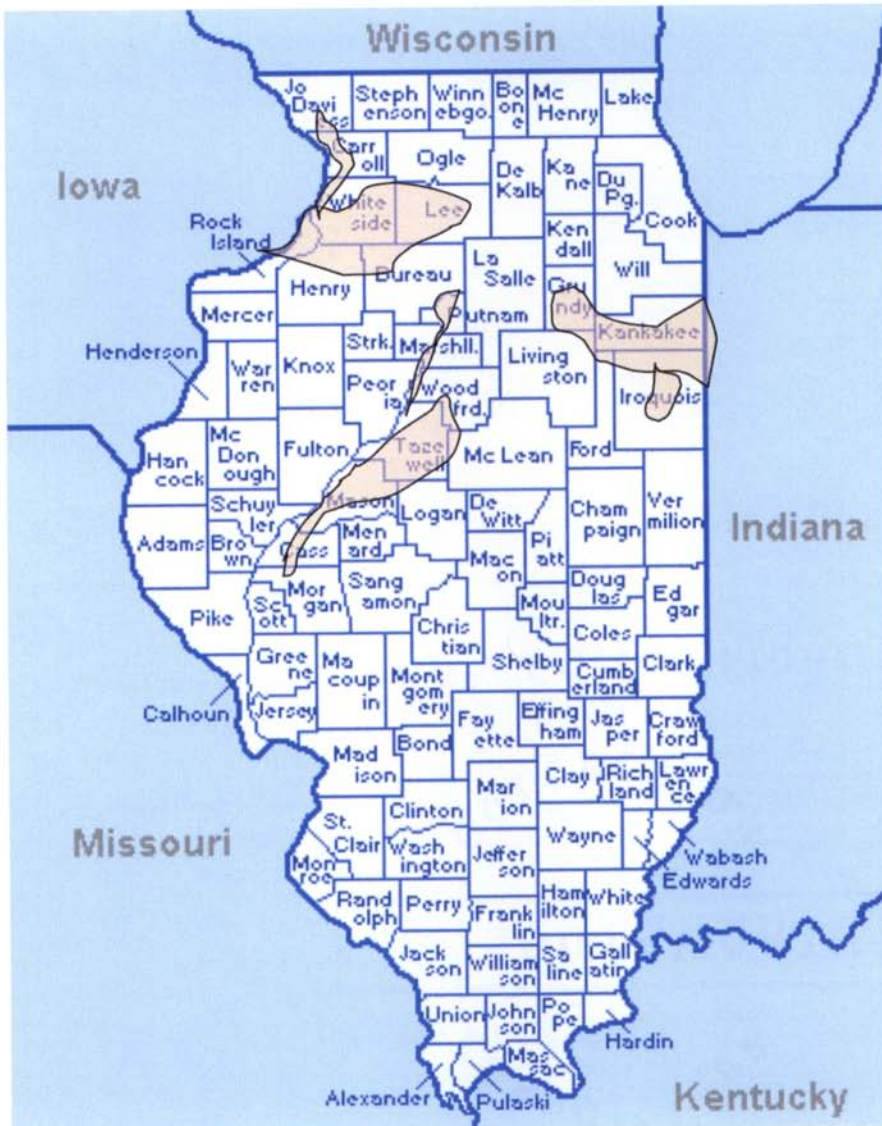 Wisconsin
Jo
Davi
ess
Steph
enson
Winn
ebgo.
Bo
on
e
Mc
Henry
Lake
Carr
oll
Ogle
De
Kalb
Ka
ne
Du
Pg.
Cook
Iowa
White
side
Lee
Rock
Island
Ken
dall
Will
Henry
Bureau
La
Salle
Gru
ndy
Mercer
Putnam
Kankakee
Henderson
War
ren
Knox
Strk.
Marshll.
Living
ston
Peor
ia
Wood
frd.
Iroquois
Han
cock
Mc
Don
ough
Fulton
Taze
well
Mc Lean
Ford
Schuy
ler
Mason
Logan
De
Witt
Cham
paign
Ver
milion
Indiana
Adams
Bro
wn
Cass
Men
ard
Mac
on
Pi
att
Pike
Sc
ott
Mor
gan
Sang
amon
Moul
tr.
Doug
las
Ed
gar
Chris
tian
Coles
Gree
ne
Ma
coup
in
Mont
gom
ery
Shelby
Cumb
erland
Clark
Calhoun
Jersey
Fay
ette
Effing
ham
Jas
per
Craw
ford
Mad
ison
Bond
Clay
Rich
land
Lawr
en
ce
Mar
ion
Missouri
St.
Clair
Clinton
Wayne
Wabash
Edwards
Mon
roe
Wash
ington
Jeffer
son
Rand
olph
Perry
Frank
lin
Ham
ilton
White
Jack
son
William
son
Sa
line
Gall
atin
Union
John
son
Po
pe
Hardin
Alexander
Pulaski
Mas
sac
Kentucky